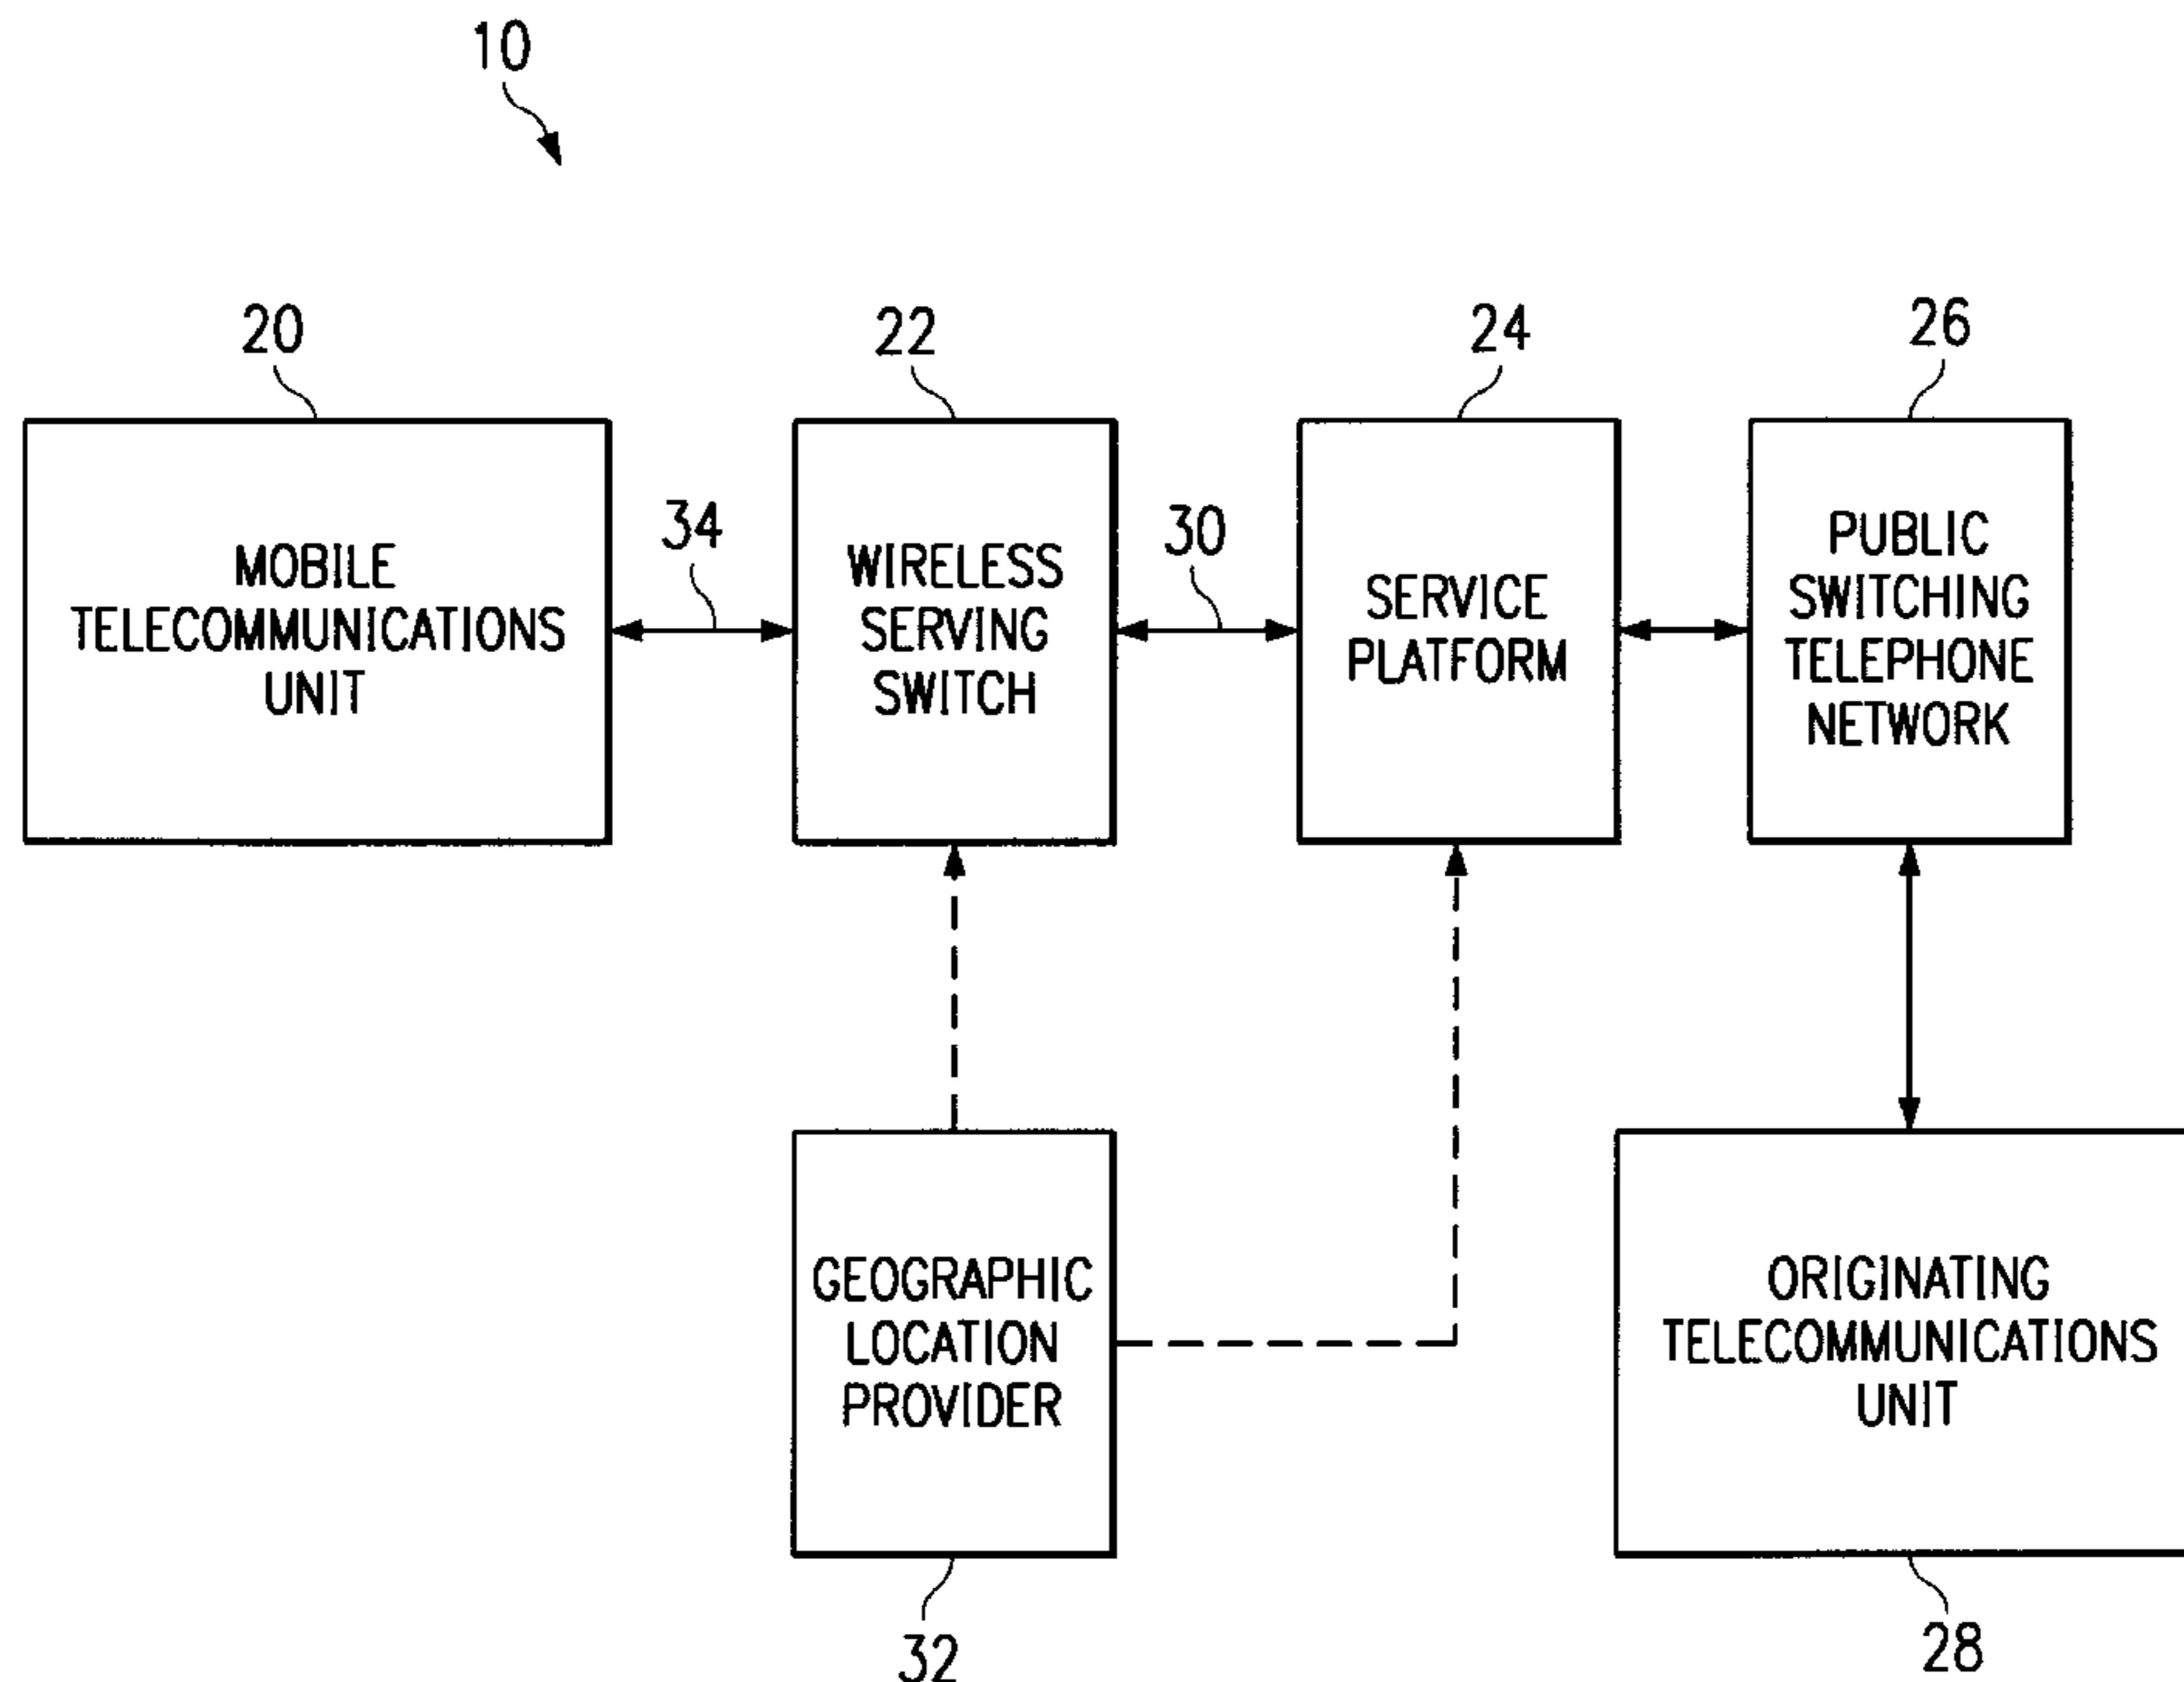 10
20
22
24
26
34
30
MOBILE
TELECOMMUNICATIONS
UNIT
WIRELESS
SERVING
SWITCH
SERVICE
PLATFORM
PUBLIC
SWITCHING
TELEPHONE
NETWORK
GEOGRAPHIC
LOCATION
PROVIDER
ORIGINATING
TELECOMMUNICATIONS
UNIT
32
28